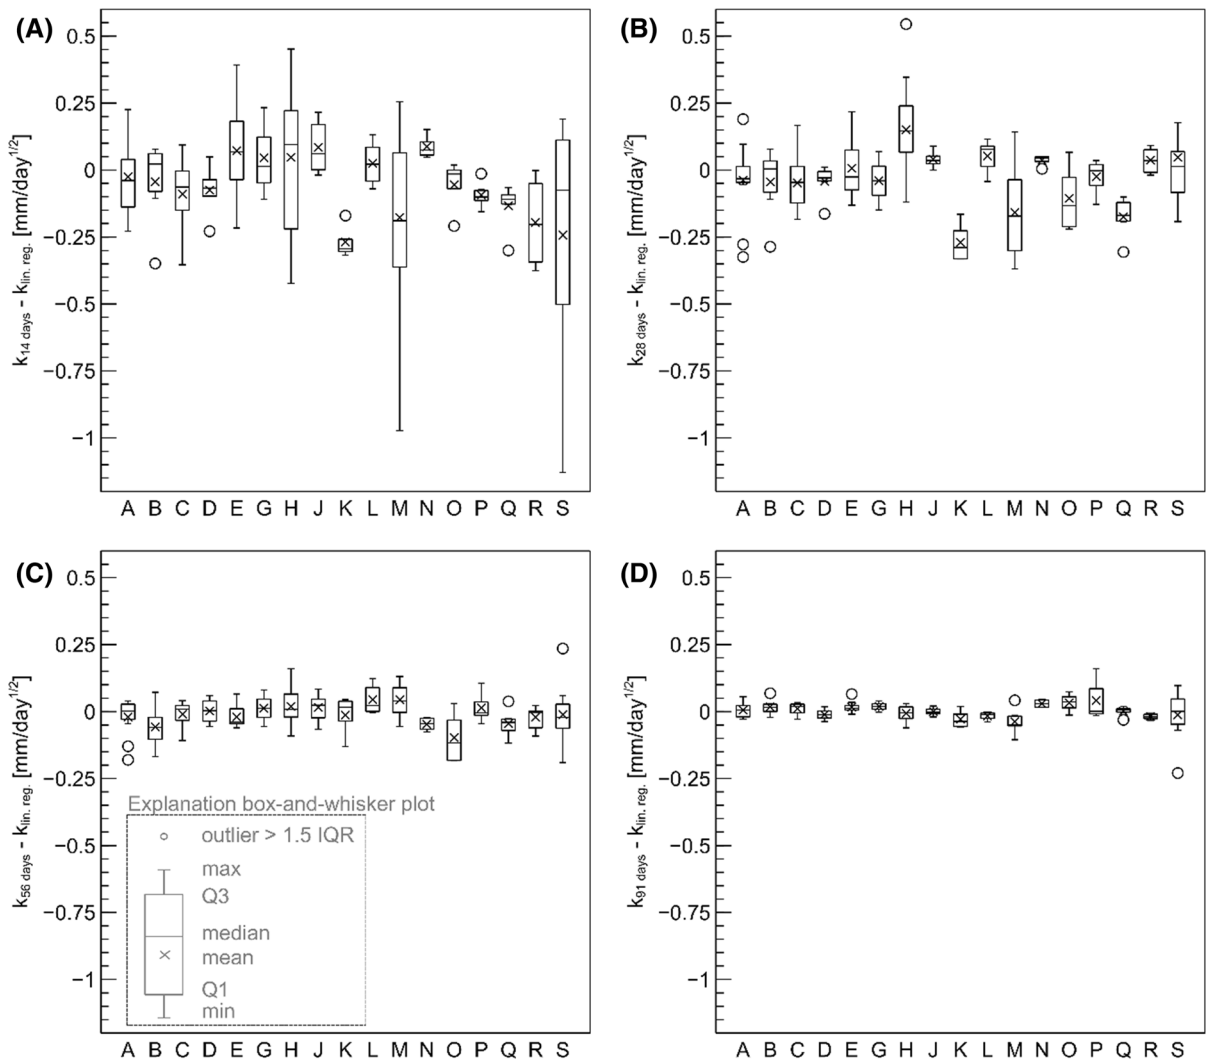 (A)
0.5
0.25
0
−0.25
−0.5
−0.75
−1
k14 days - klin. reg. [mm/day1/2]
A B C D E G H J K L M N O P Q R S
(B)
0.5
0.25
0
−0.25
−0.5
−0.75
−1
k28 days - klin. reg. [mm/day1/2]
A B C D E G H J K L M N O P Q R S
(C)
0.5
0.25
0
−0.25
−0.5
−0.75
−1
k56 days - klin. reg. [mm/day1/2]
Explanation box-and-whisker plot
outlier > 1.5 IQR
max
Q3
median
mean
Q1
min
A B C D E G H J K L M N O P Q R S
(D)
0.5
0.25
0
−0.25
−0.5
−0.75
−1
k91 days - klin. reg. [mm/day1/2]
A B C D E G H J K L M N O P Q R S